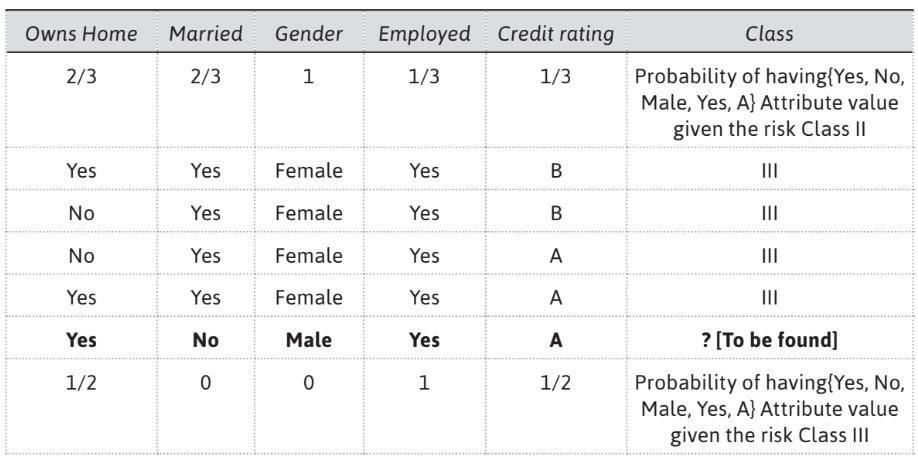 Owns Home Married Gender Employed Credit rating Class
2/3 2/3 1 1/3 1/3 Probability of having{Yes, No,
Male, Yes, A} Attribute value
given the risk Class II
Yes Yes Female Yes B III
No Yes Female Yes B III
No Yes Female Yes A III
Yes Yes Female Yes A III
Yes No Male Yes A ? [To be found]
1/2 0 0 1 1/2 Probability of having{Yes, No,
Male, Yes, A} Attribute value
given the risk Class III